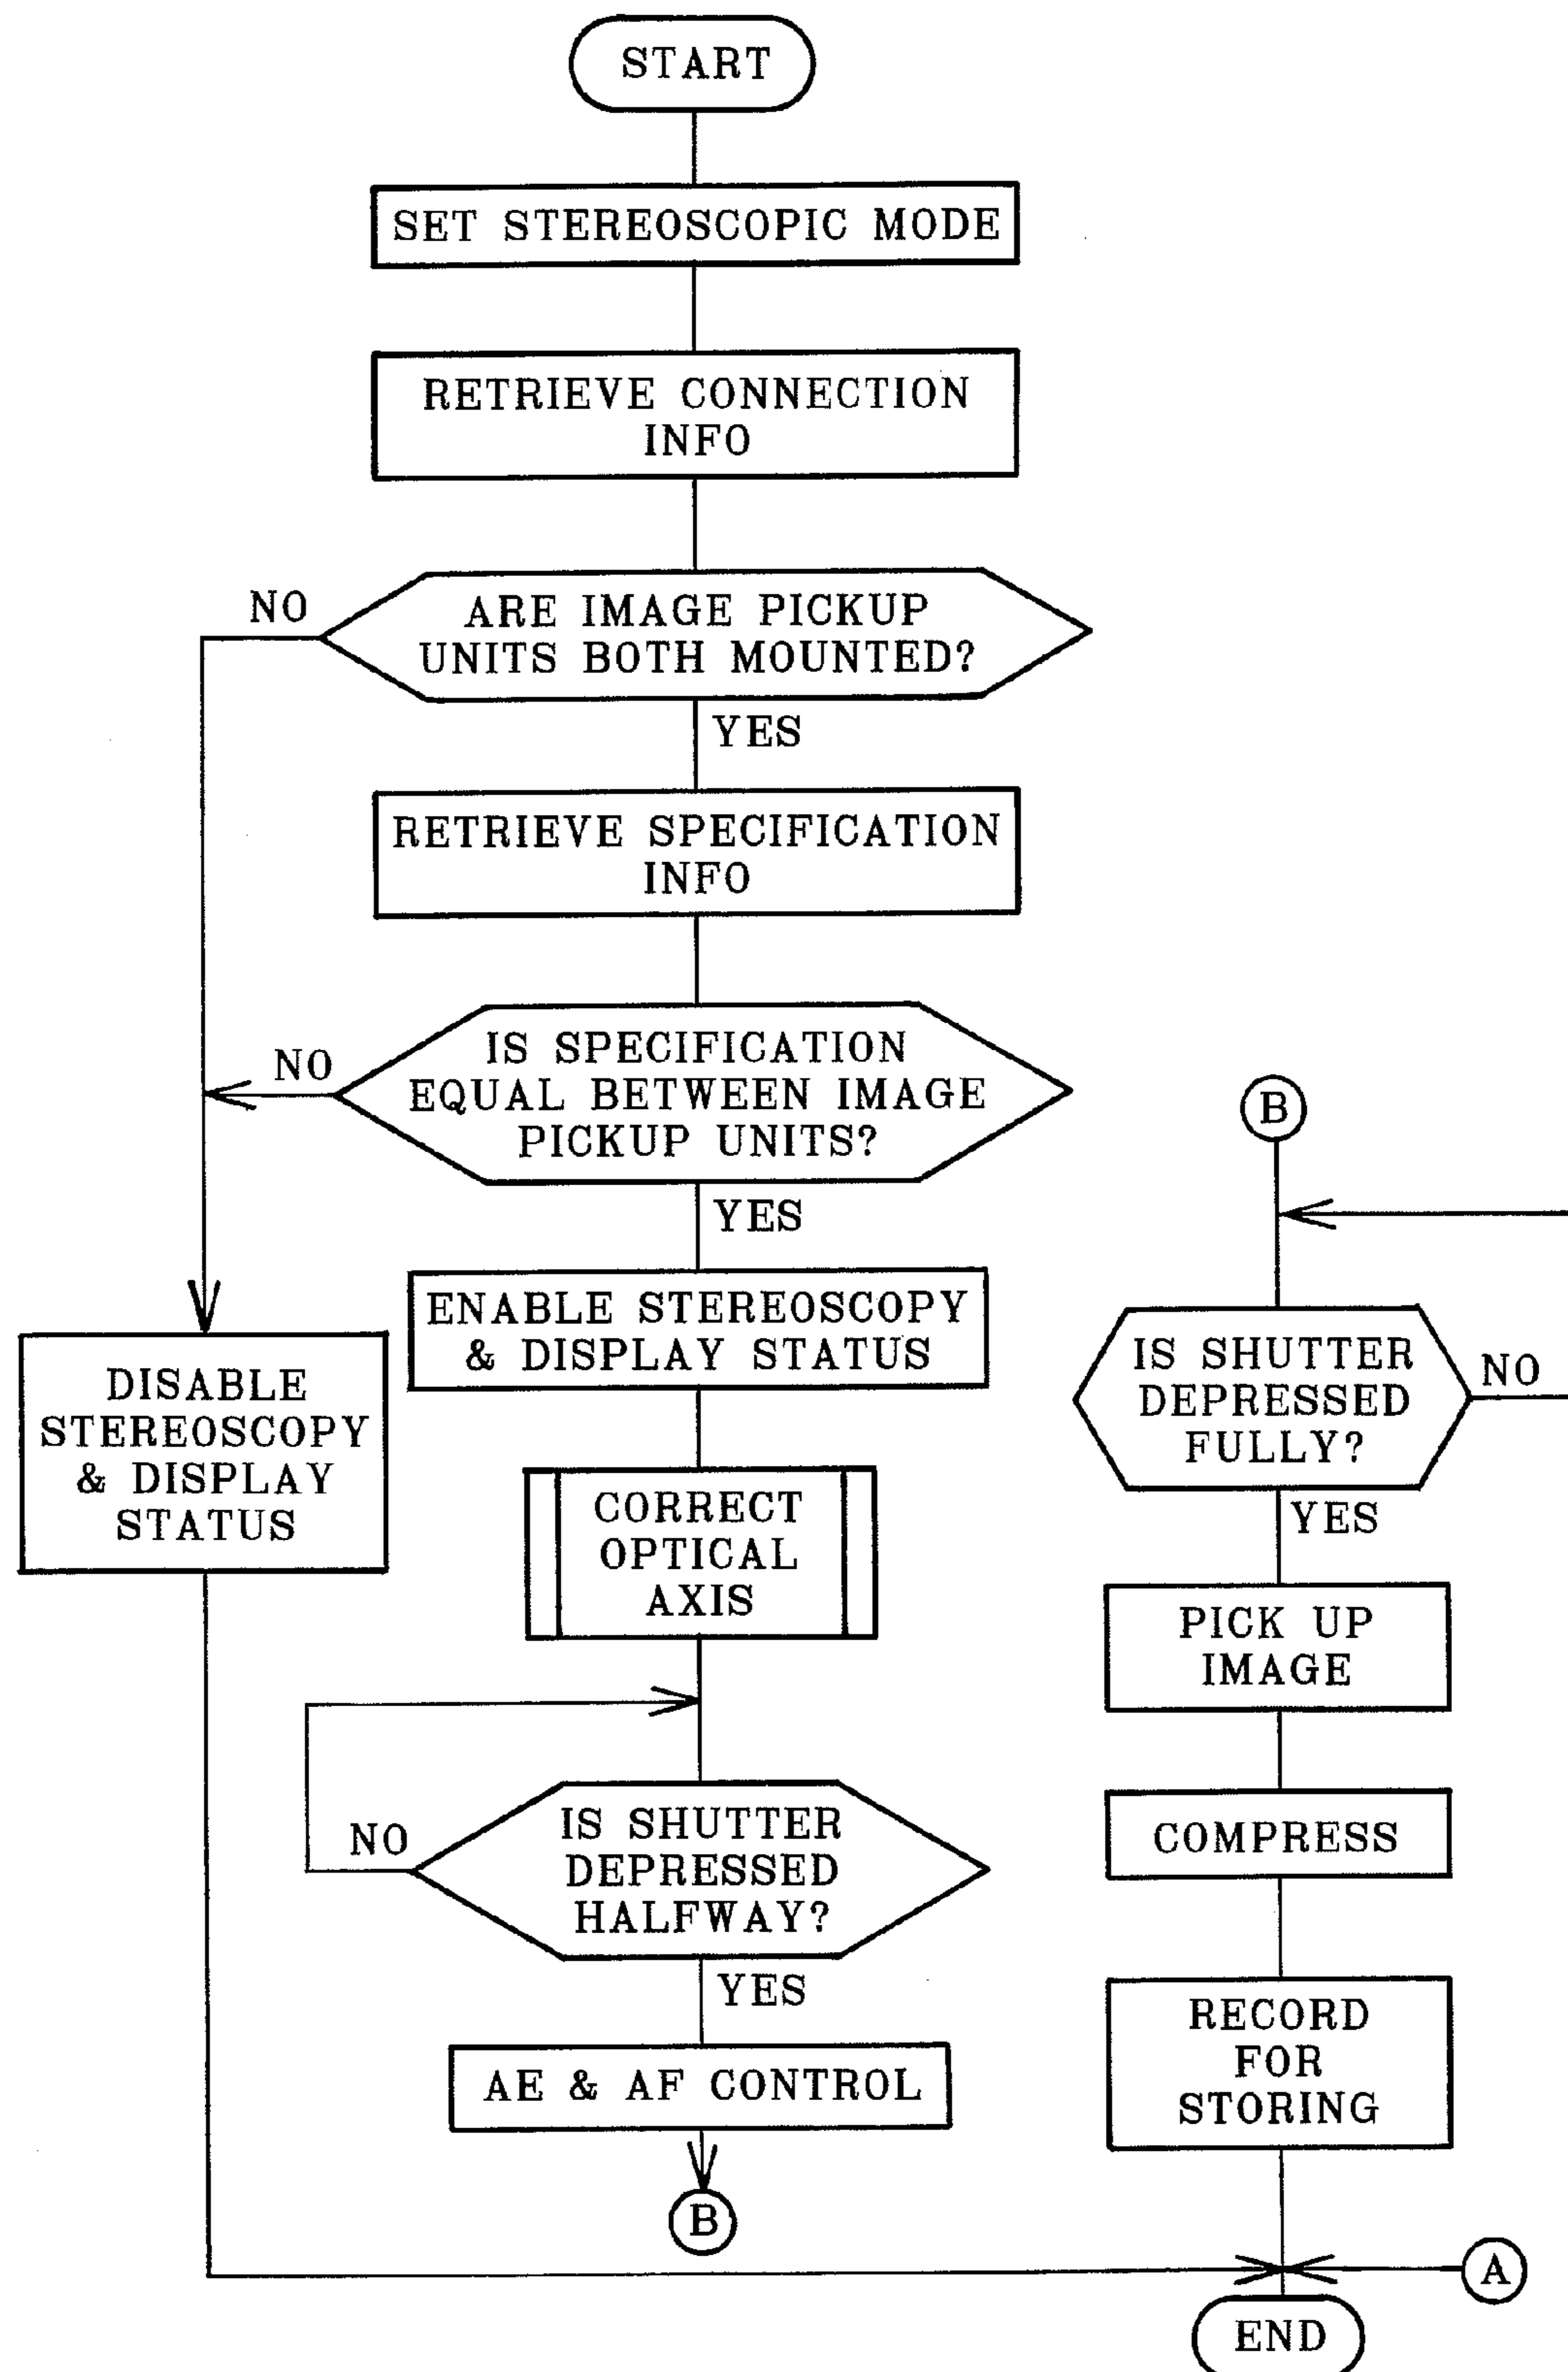 START
SET STEREOSCOPIC MODE
RETRIEVE CONNECTION
INFO
NO
ARE IMAGE PICKUP
UNITS BOTH MOUNTED?
YES
RETRIEVE SPECIFICATION
INFO
NO
IS SPECIFICATION
EQUAL BETWEEN IMAGE
PICKUP UNITS?
YES
ENABLE STEREOSCOPY
& DISPLAY STATUS
DISABLE
STEREOSCOPY
& DISPLAY
STATUS
CORRECT
OPTICAL
AXIS
NO
IS SHUTTER
DEPRESSED
HALFWAY?
YES
AE & AF CONTROL
B
B
IS SHUTTER
DEPRESSED
FULLY?
NO
YES
PICK UP
IMAGE
COMPRESS
RECORD
FOR
STORING
A
END